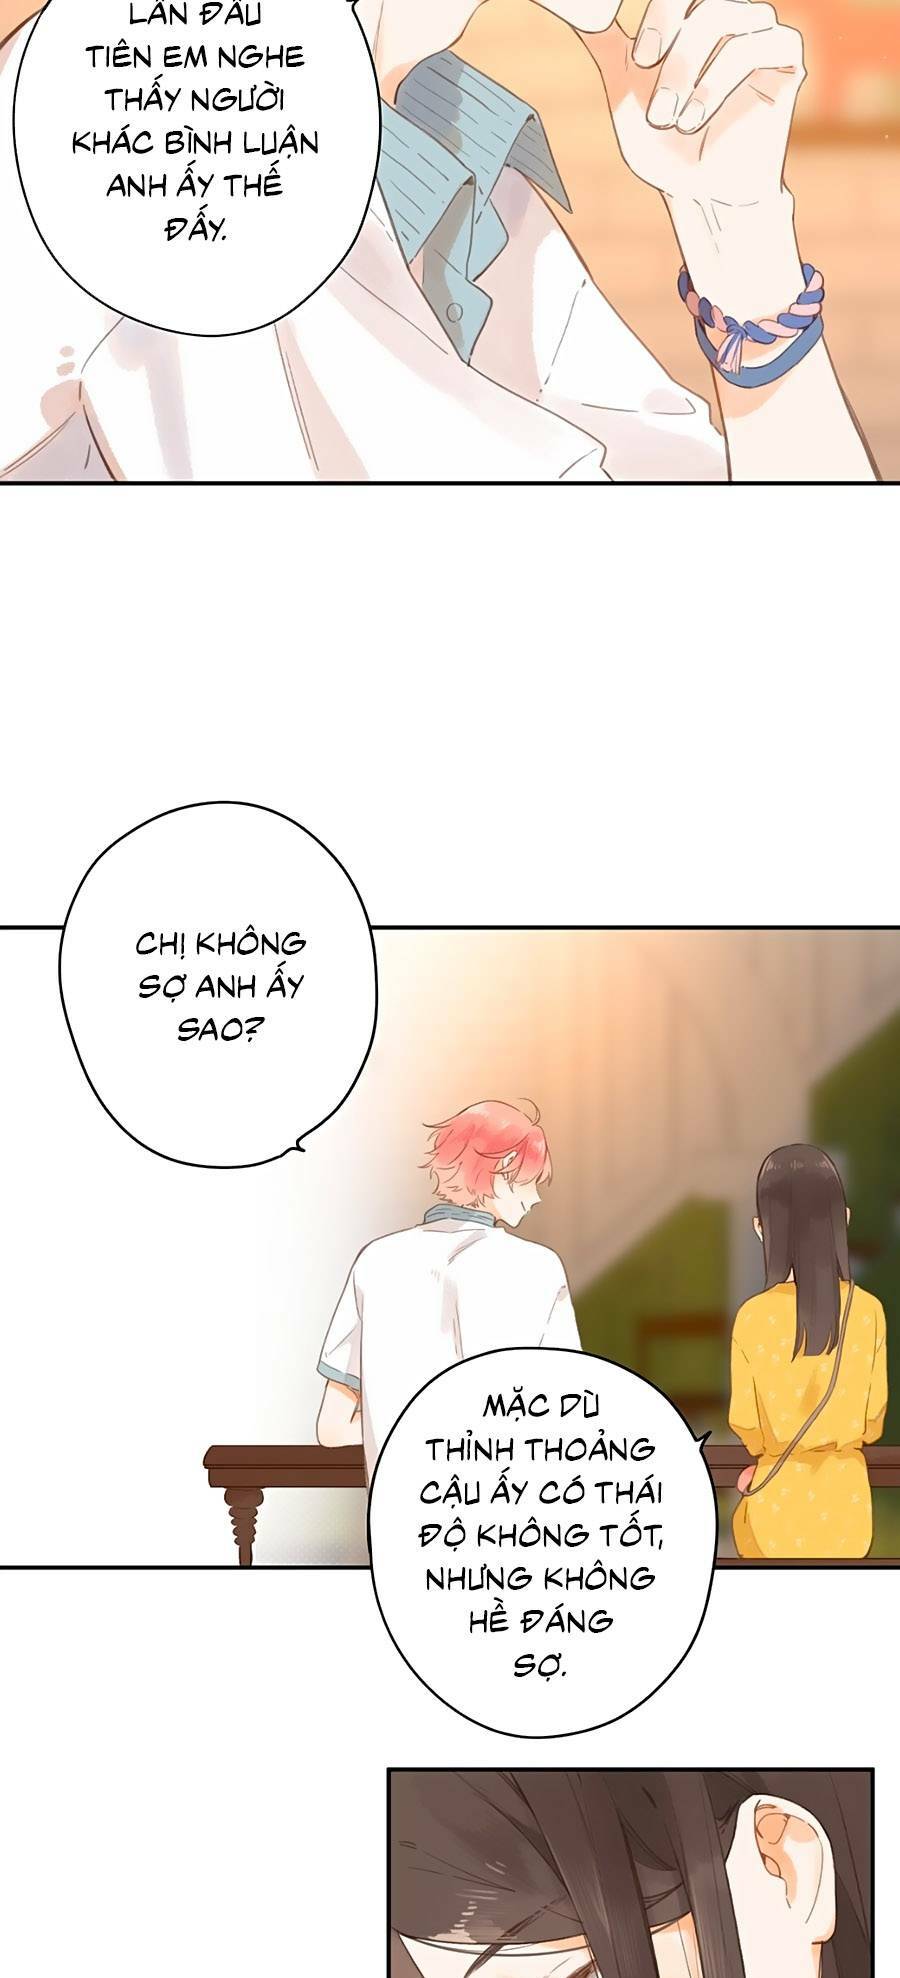 LẦN ĐẦU
TIÊN EM NGHE
THẤY NGƯỜI
KHÁC BÌNH LUẬN
ANH ẤY THẾ
ĐẤY.
CHỊ KHÔNG
SỢ ANH ẤY
SAO?
MẶC DÙ
THỈNH THOẢNG
CẬU ẤY CÓ THÁI
ĐỘ KHÔNG TỐT,
NHƯNG KHÔNG
HỀ ĐÁNG
SỢ.